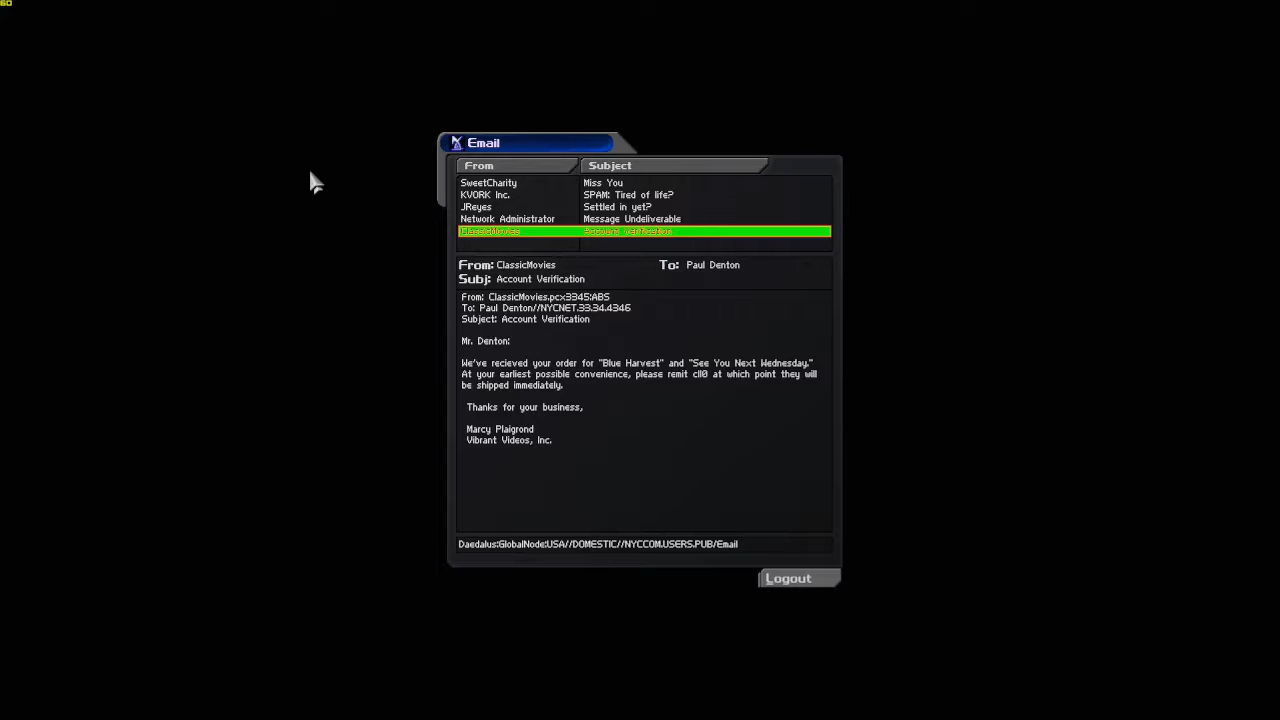 60
Email
From Subject
SweetCharity Miss You
KVORK Inc. SPAM: Tired of life?
JReyes Settled in yet?
Network Administrator Message Undeliverable
ClassicMovies Account Verification
From: ClassicMovies To: Paul Denton
Subj: Account Verification
From: ClassicMovies.pcx3345:ABS
To: Paul Denton//NYCNET.33.34.4346
Subject: Account Verification
Mr. Denton:
We've recieved your order for "Blue Harvest" and "See You Next Wednesday."
At your earliest possible convenience, please remit c110 at which point they will
be shipped immediately.
Thanks for your business,
Marcy Plaigrond
Vibrant Videos, Inc.
Daedalus:GlobalNode:USA//DOMESTIC//NYCCOM.USERS.PUB/Email
Logout